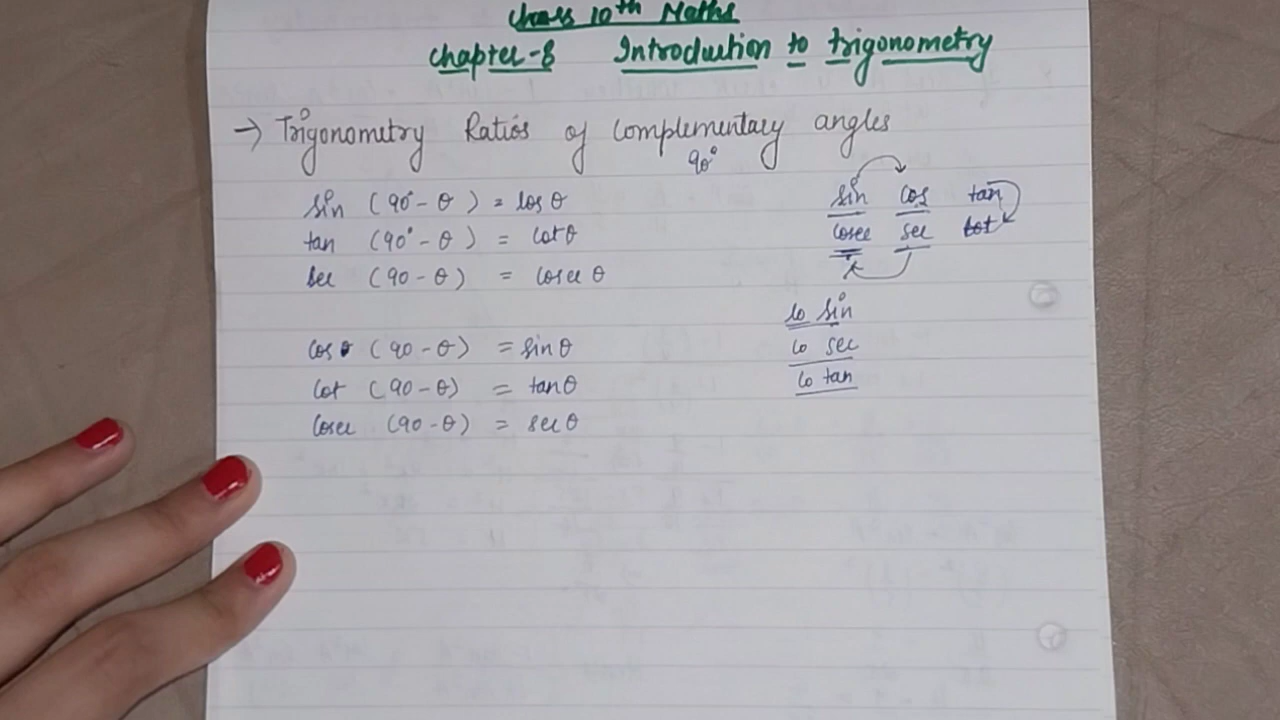 Class 10th Maths
Chapter-8 Introduction to trigonometry
→ Trigonometry Ratios of Complementary angles
90°
sin (90° - θ) = cos θ
tan (90° - θ) = cot θ
sec (90 - θ) = cosec θ
cos (90 - θ) = sin θ
cot (90 - θ) = tan θ
cosec (90 - θ) = sec θ
sin cos tan
cosec sec cot
co sin
co sec
co tan